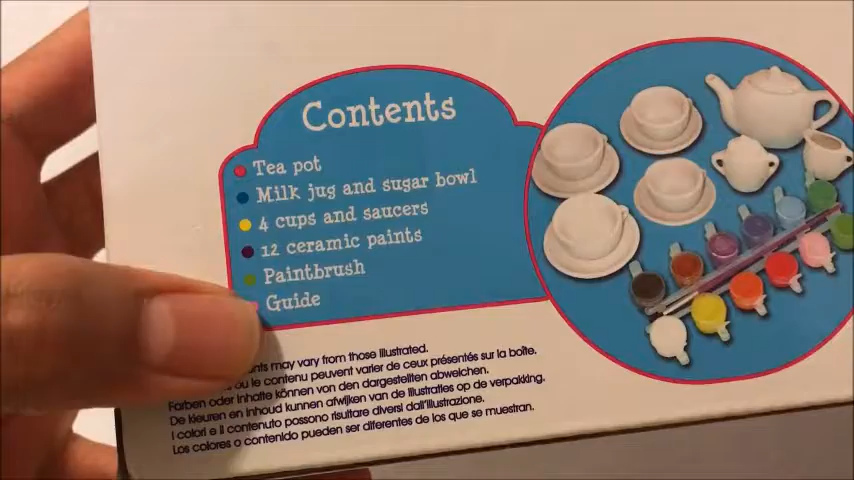 Contents
Tea pot
Milk jug and sugar bowl
4 cups and saucers
12 ceramic paints
Paintbrush
Guide
may vary from those illustrated.
ou le contenu peuvent varier de ceux présentés sur la boîte.
Farben oder Inhalte können von den dargestellten abweichen.
De kleuren en inhoud kunnen afwijken van de illustraties op de verpakking.
I colori e il contenuto possono risultare diversi dall'illustrazione.
Los colores o contenido pueden ser diferentes de los que se muestran.